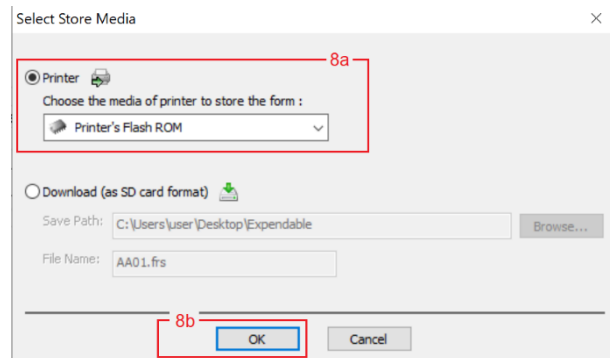 Select Store Media
8a
Printer
Choose the media of printer to store the form :
Printer's Flash ROM
Download (as SD card format)
Save Path: C:\Users\user\Desktop\Expendable Browse...
File Name: AA01.frs
8b
OK Cancel